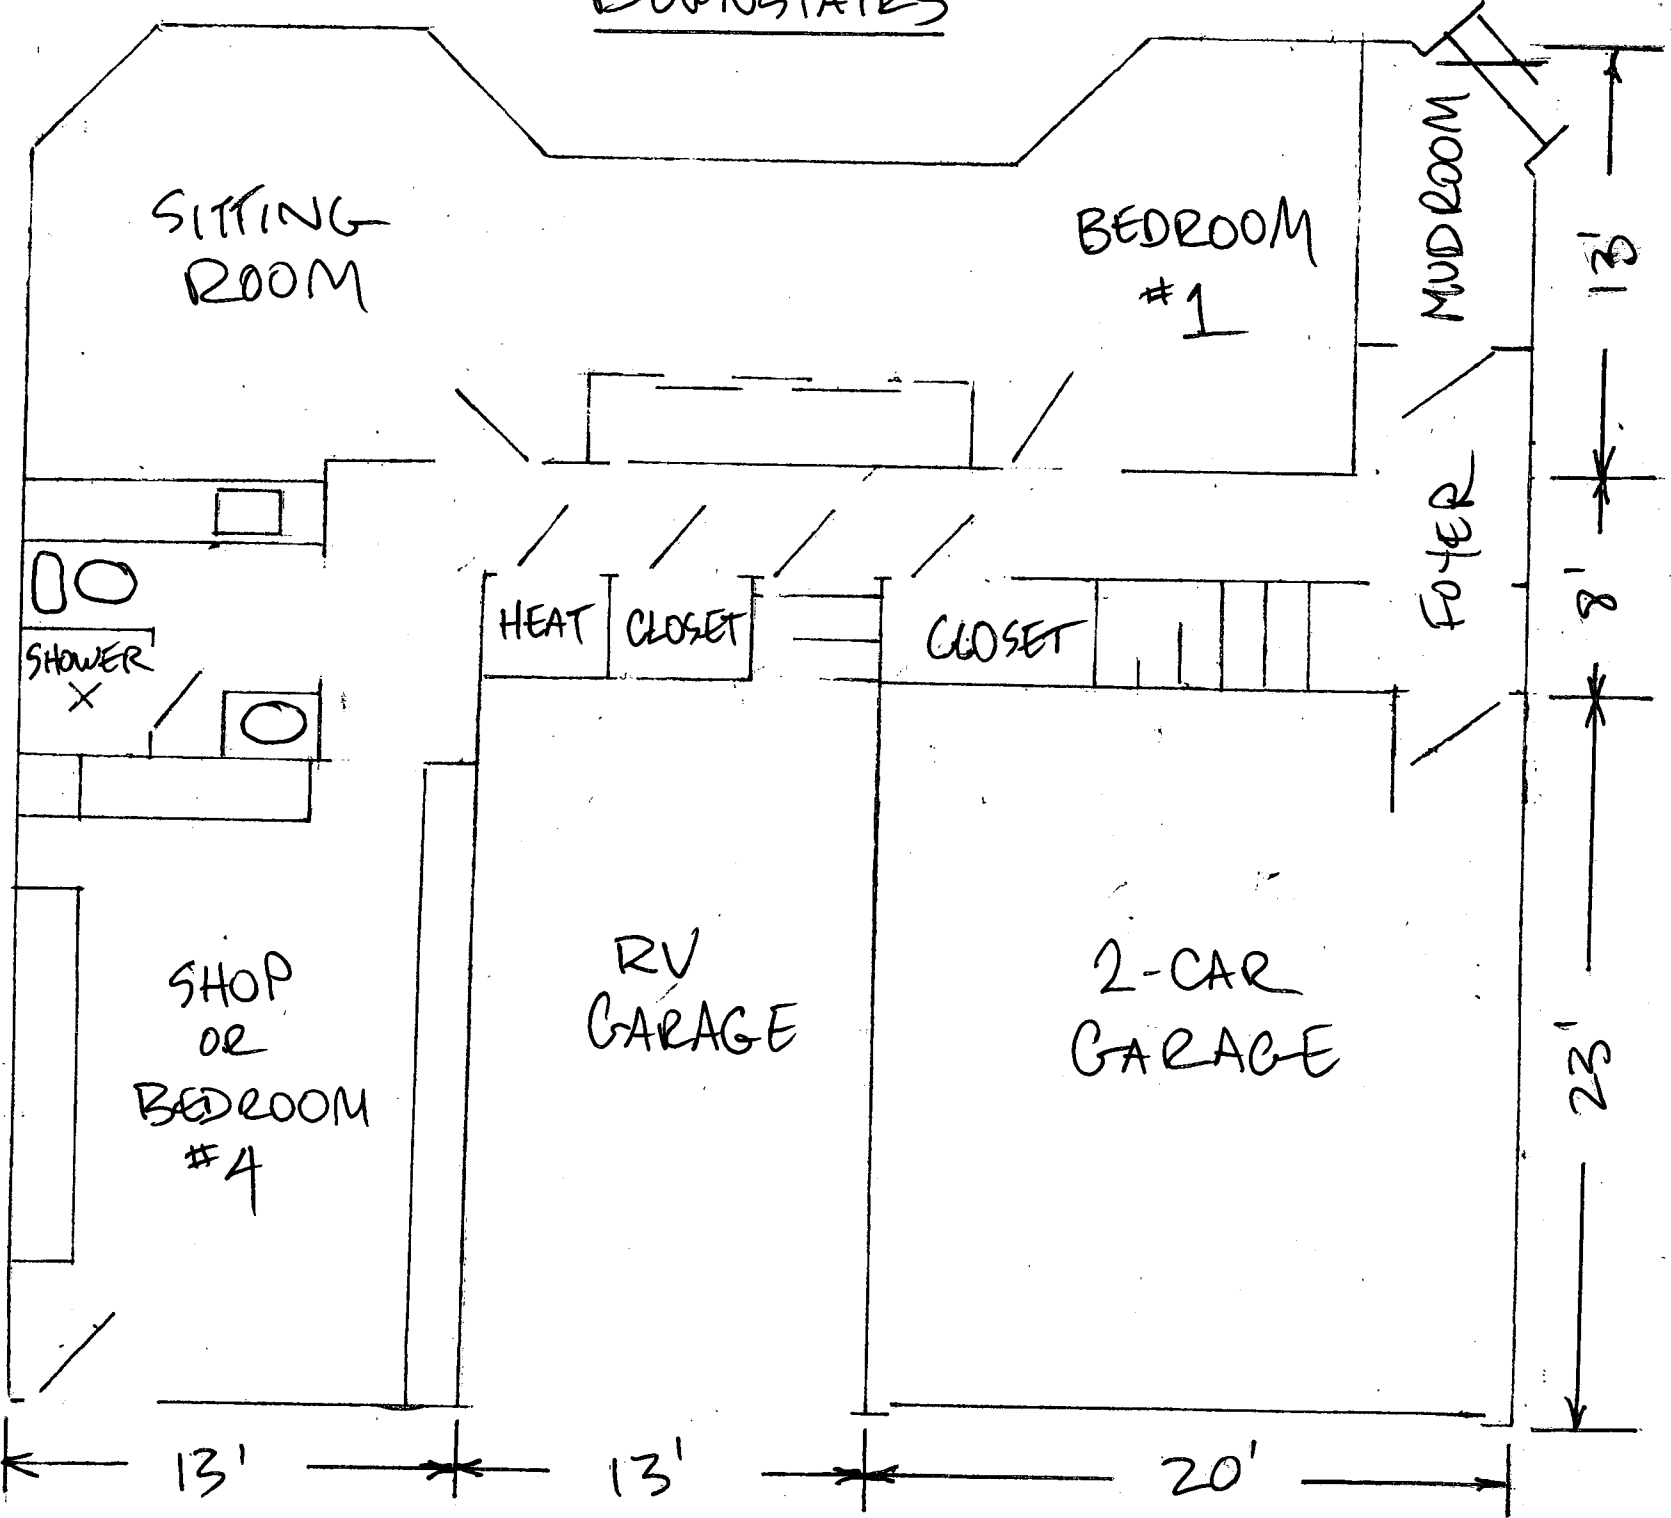 DOWNSTAIRS
SITTING
ROOM
BEDROOM
#1
MUDROOM
13'
FOYER
8'
HEAT
CLOSET
CLOSET
SHOWER
SHOP
OR
BEDROOM
#4
RV
GARAGE
2-CAR
GARAGE
23'
13'
13'
20'